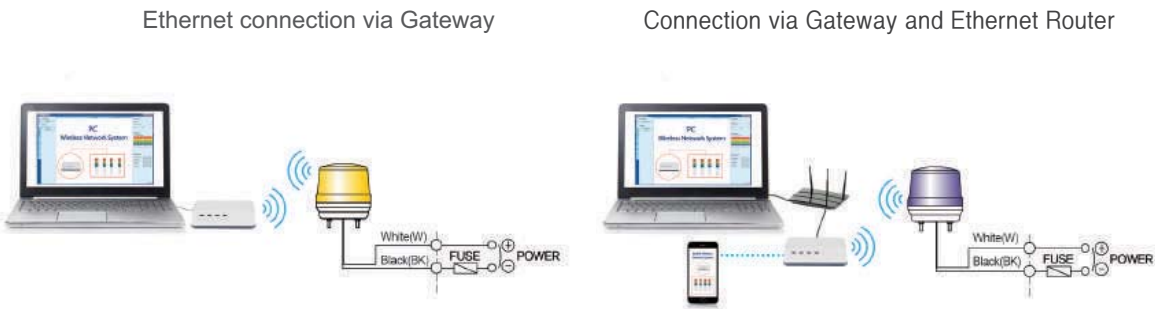 Ethernet connection via Gateway
Connection via Gateway and Ethernet Router
PC
Wireless Network System
White(W)
Black(BK)
FUSE
+
−
POWER
PC
Wireless Network System
White(W)
Black(BK)
FUSE
+
−
POWER